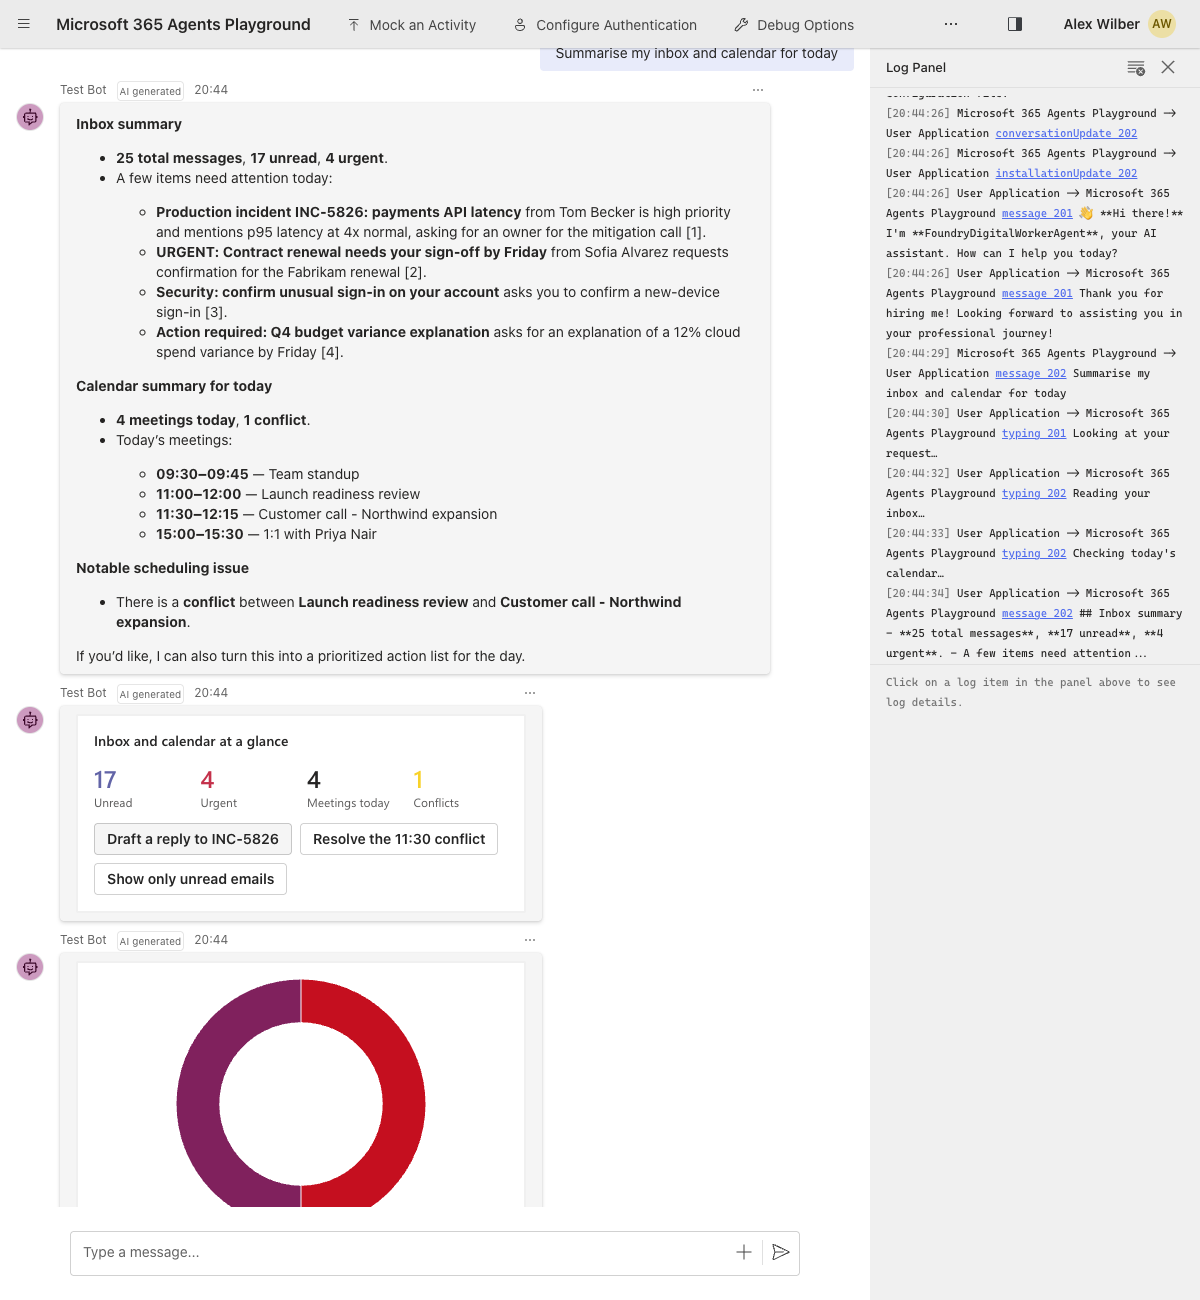 Microsoft 365 Agents Playground
Mock an Activity
Configure Authentication
Debug Options
Alex Wilber
AW
Summarise my inbox and calendar for today
Test Bot AI generated 20:44
Inbox summary
25 total messages, 17 unread, 4 urgent.
A few items need attention today:
Production incident INC-5826: payments API latency from Tom Becker is high priority
and mentions p95 latency at 4x normal, asking for an owner for the mitigation call [1].
URGENT: Contract renewal needs your sign-off by Friday from Sofia Alvarez requests
confirmation for the Fabrikam renewal [2].
Security: confirm unusual sign-in on your account asks you to confirm a new-device
sign-in [3].
Action required: Q4 budget variance explanation asks for an explanation of a 12% cloud
spend variance by Friday [4].
Calendar summary for today
4 meetings today, 1 conflict.
Today's meetings:
09:30–09:45 — Team standup
11:00–12:00 — Launch readiness review
11:30–12:15 — Customer call - Northwind expansion
15:00–15:30 — 1:1 with Priya Nair
Notable scheduling issue
There is a conflict between Launch readiness review and Customer call - Northwind
expansion.
If you'd like, I can also turn this into a prioritized action list for the day.
Test Bot AI generated 20:44
Inbox and calendar at a glance
17 4 4 1
Unread Urgent Meetings today Conflicts
Draft a reply to INC-5826
Resolve the 11:30 conflict
Show only unread emails
Test Bot AI generated 20:44
Type a message...
Log Panel
[20:44:26] Microsoft 365 Agents Playground →
User Application conversationUpdate 202
[20:44:26] Microsoft 365 Agents Playground →
User Application installationUpdate 202
[20:44:26] User Application → Microsoft 365
Agents Playground message 201 👋 **Hi there!**
I'm **FoundryDigitalWorkerAgent**, your AI
assistant. How can I help you today?
[20:44:26] User Application → Microsoft 365
Agents Playground message 201 Thank you for
hiring me! Looking forward to assisting you in
your professional journey!
[20:44:29] Microsoft 365 Agents Playground →
User Application message 202 Summarise my
inbox and calendar for today
[20:44:30] User Application → Microsoft 365
Agents Playground typing 201 Looking at your
request…
[20:44:32] User Application → Microsoft 365
Agents Playground typing 202 Reading your
inbox…
[20:44:33] User Application → Microsoft 365
Agents Playground typing 202 Checking today's
calendar…
[20:44:34] User Application → Microsoft 365
Agents Playground message 202 ## Inbox summary
- **25 total messages**, **17 unread**, **4
urgent**. - A few items need attention...
Click on a log item in the panel above to see
log details.